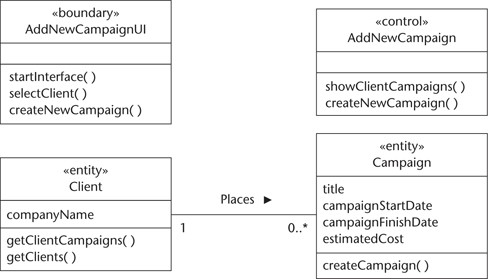 «boundary»
AddNewCampaignUI
startInterface( )
selectClient( )
createNewCampaign( )
«control»
AddNewCampaign
showClientCampaigns( )
createNewCampaign( )
«entity»
Client
companyName
getClientCampaigns( )
getClients( )
Places ►
1
0..*
«entity»
Campaign
title
campaignStartDate
campaignFinishDate
estimatedCost
createCampaign( )